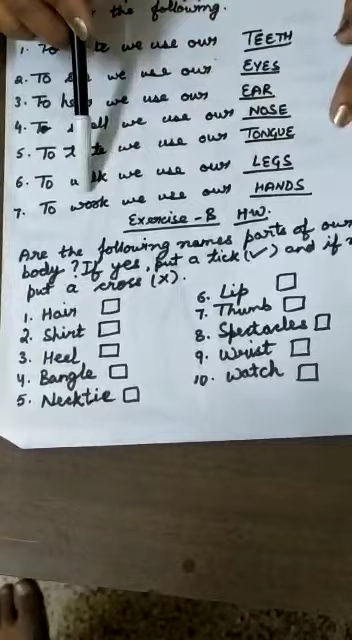 the following.
1. To we use our TEETH
2. To we use our EYES
3. To we use our EAR
4. To we use our NOSE
5. To we use our TONGUE
6. To we use our LEGS
7. To work we use our HANDS
Exercise-B HW.
Are the following names parts of our
body? If yes, put a tick (✓) and if
put a cross (X).
1. Hair
2. Shirt
3. Heel
4. Bangle
5. Necktie
6. Lip
7. Thumb
8. Spectacles
9. Wrist
10. Watch